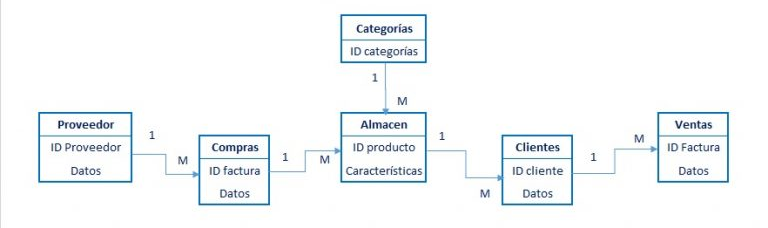 Categorías
ID categorías
1
M
Proveedor
ID Proveedor
Datos
1
M
Compras
ID factura
Datos
1
M
Almacen
ID producto
Características
1
M
Clientes
ID cliente
Datos
1
M
Ventas
ID Factura
Datos